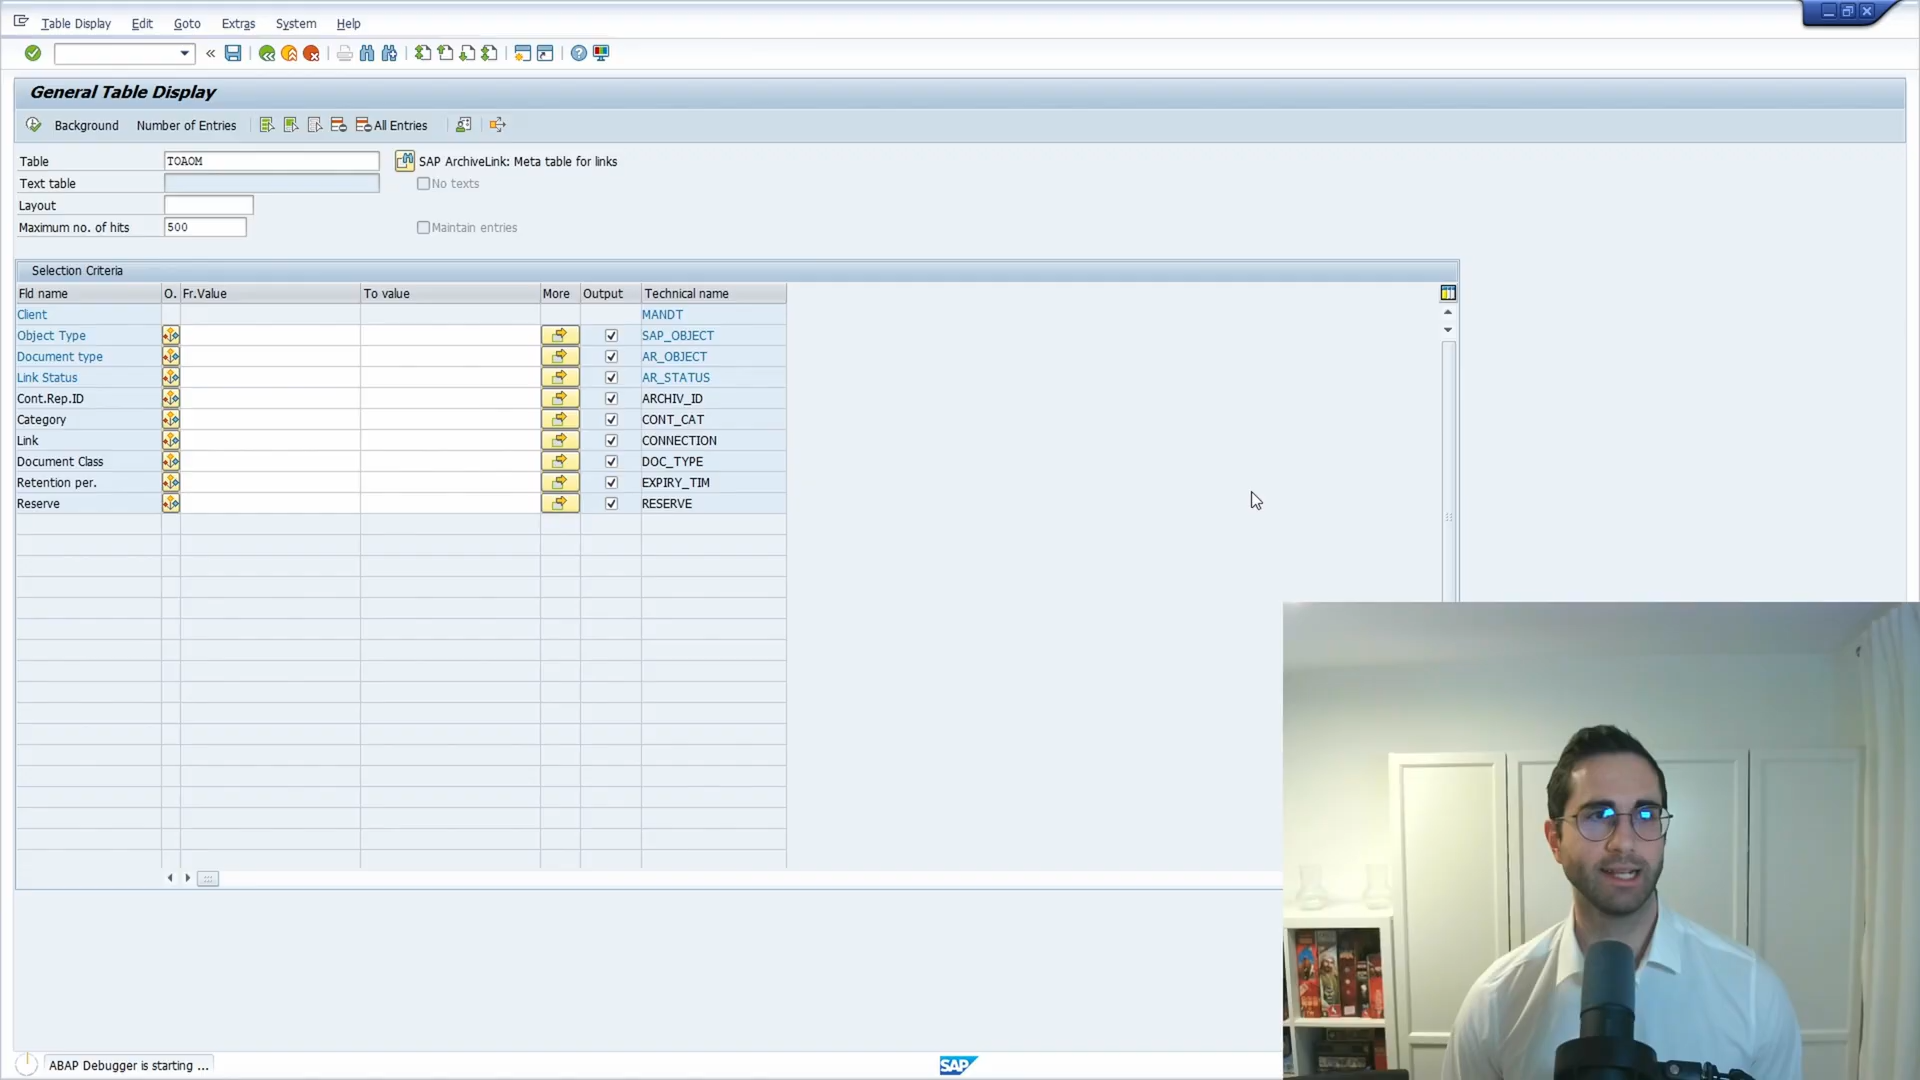 Table Display Edit Goto Extras System Help
General Table Display
Background Number of Entries All Entries
Table TOAOM SAP ArchiveLink: Meta table for links
Text table No texts
Layout
Maximum no. of hits 500 Maintain entries
Selection Criteria
Fld name O. Fr.Value To value More Output Technical name
Client MANDT
Object Type SAP_OBJECT
Document type AR_OBJECT
Link Status AR_STATUS
Cont.Rep.ID ARCHIV_ID
Category CONT_CAT
Link CONNECTION
Document Class DOC_TYPE
Retention per. EXPIRY_TIM
Reserve RESERVE
ABAP Debugger is starting ... SAP